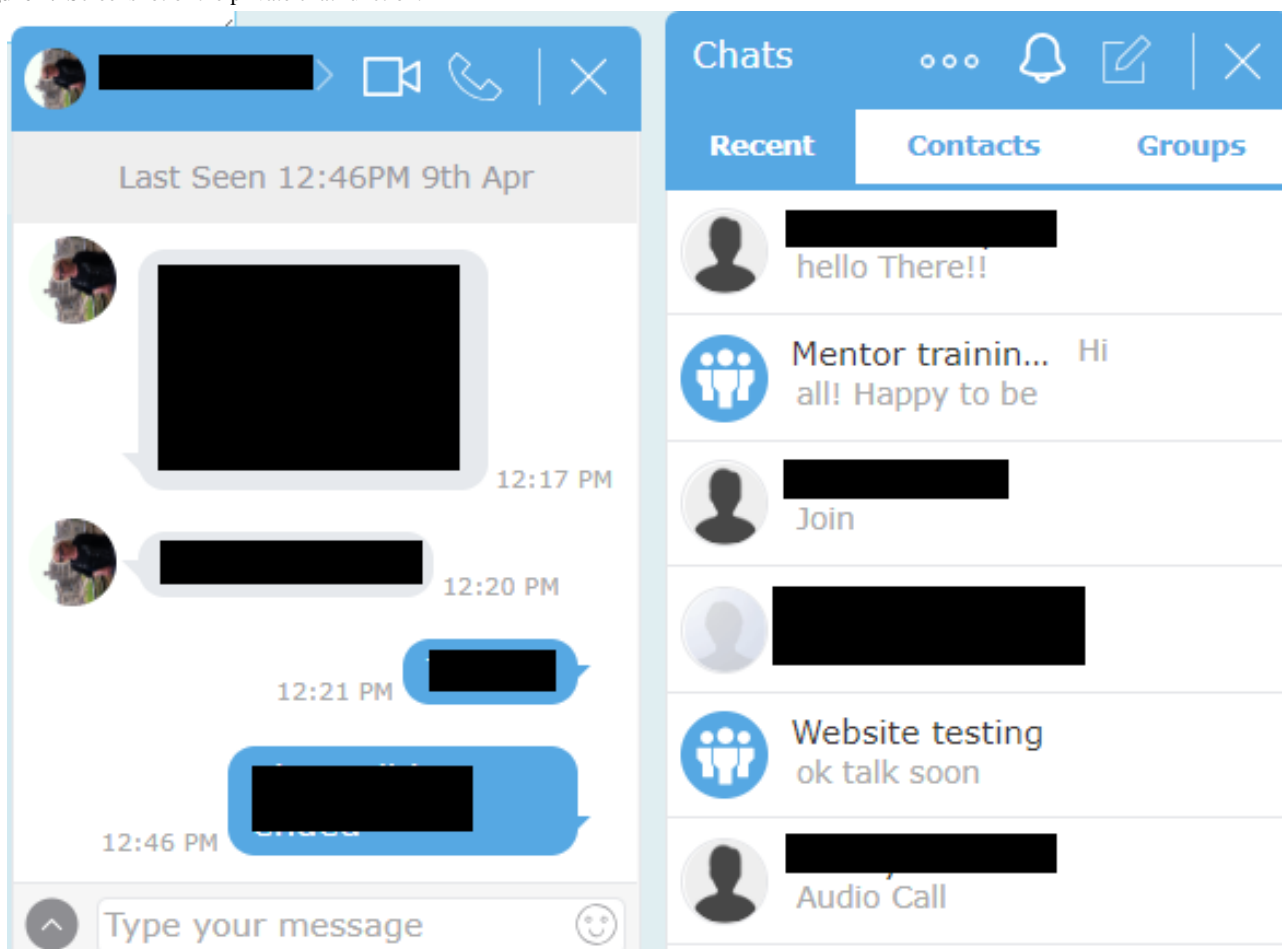 Last Seen 12:46PM 9th Apr
12:17 PM
12:20 PM
12:21 PM
12:46 PM
Type your message
Chats
Recent Contacts Groups
hello There!!
Mentor trainin... Hi
all! Happy to be
Join
Website testing
ok talk soon
Audio Call